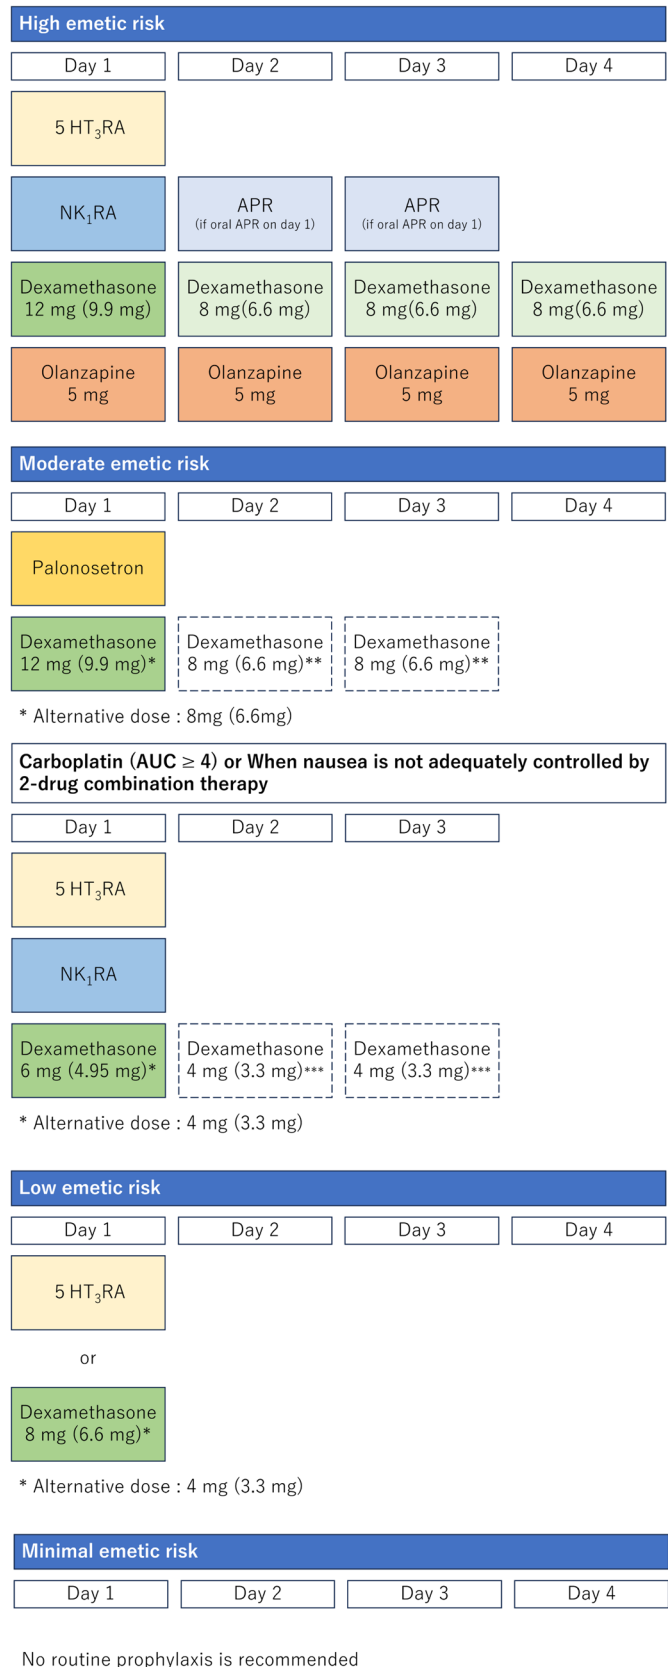 High emetic risk
Day 1 Day 2 Day 3 Day 4
5 HT₃RA
NK₁RA
APR
(if oral APR on day 1)
APR
(if oral APR on day 1)
Dexamethasone
12 mg (9.9 mg)
Dexamethasone
8 mg(6.6 mg)
Dexamethasone
8 mg(6.6 mg)
Dexamethasone
8 mg(6.6 mg)
Olanzapine
5 mg
Olanzapine
5 mg
Olanzapine
5 mg
Olanzapine
5 mg
Moderate emetic risk
Day 1 Day 2 Day 3 Day 4
Palonosetron
Dexamethasone
12 mg (9.9 mg)*
Dexamethasone
8 mg (6.6 mg)**
Dexamethasone
8 mg (6.6 mg)**
* Alternative dose : 8mg (6.6mg)
Carboplatin (AUC ≥ 4) or When nausea is not adequately controlled by
2-drug combination therapy
Day 1 Day 2 Day 3
5 HT₃RA
NK₁RA
Dexamethasone
6 mg (4.95 mg)*
Dexamethasone
4 mg (3.3 mg)***
Dexamethasone
4 mg (3.3 mg)***
* Alternative dose : 4 mg (3.3 mg)
Low emetic risk
Day 1 Day 2 Day 3 Day 4
5 HT₃RA
or
Dexamethasone
8 mg (6.6 mg)*
* Alternative dose : 4 mg (3.3 mg)
Minimal emetic risk
Day 1 Day 2 Day 3 Day 4
No routine prophylaxis is recommended